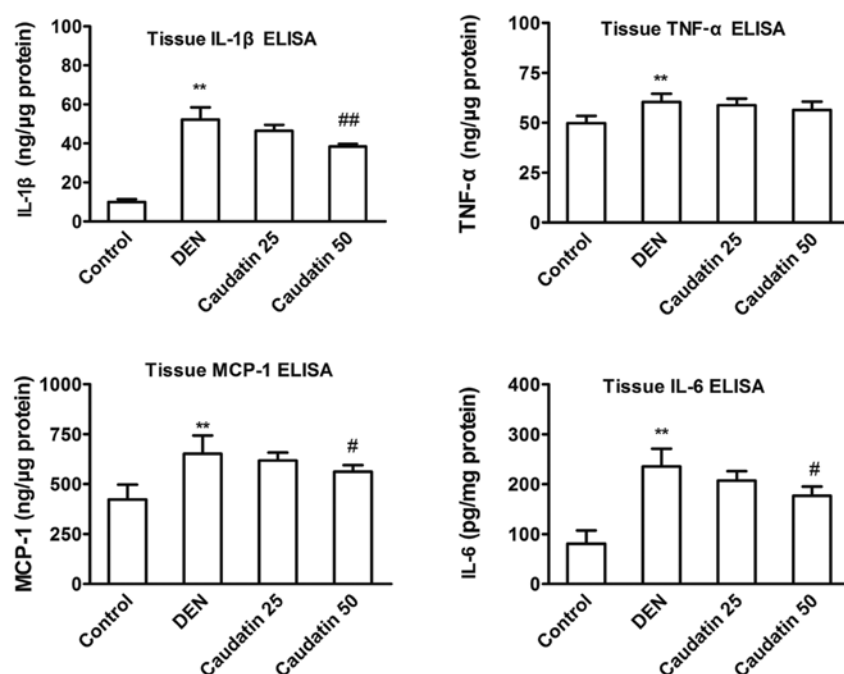 Tissue IL-1β ELISA
IL-1β (ng/μg protein)
100
80
60
40
20
0
**
##
Control
DEN
Caudatin 25
Caudatin 50
Tissue TNF-α ELISA
TNF-α (ng/μg protein)
100
75
50
25
0
**
Control
DEN
Caudatin 25
Caudatin 50
Tissue MCP-1 ELISA
MCP-1 (ng/μg protein)
1000
750
500
250
0
**
#
Control
DEN
Caudatin 25
Caudatin 50
Tissue IL-6 ELISA
IL-6 (pg/mg protein)
400
300
200
100
0
**
#
Control
DEN
Caudatin 25
Caudatin 50